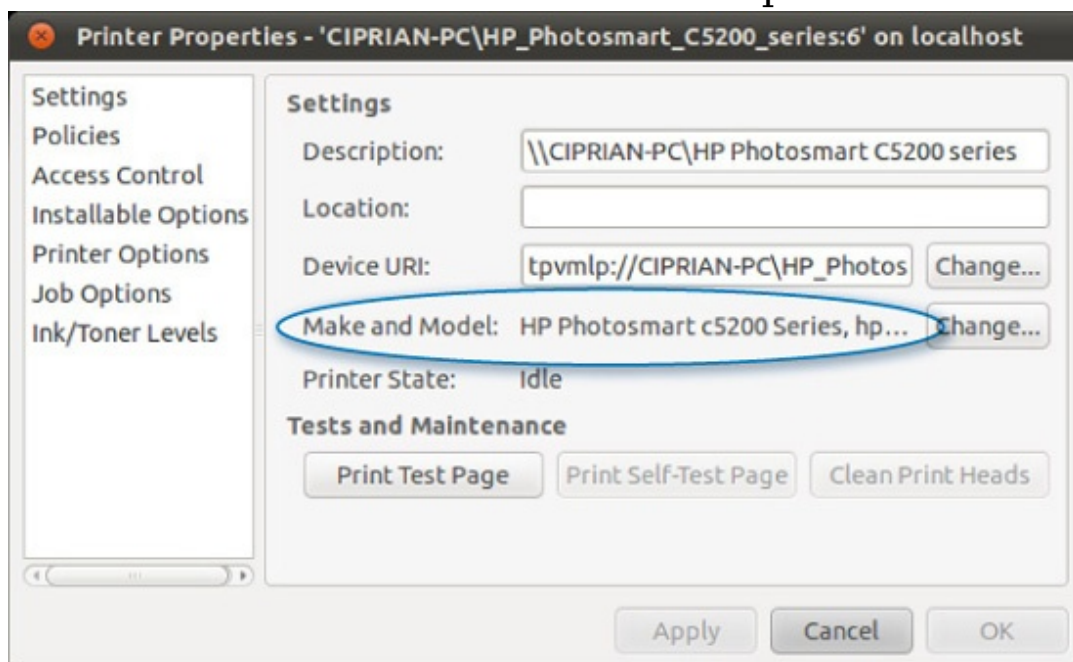 Printer Properties - 'CIPRIAN-PC\HP_Photosmart_C5200_series:6' on localhost
Settings
Policies
Access Control
Installable Options
Printer Options
Job Options
Ink/Toner Levels
Settings
Description: \\CIPRIAN-PC\HP Photosmart C5200 series
Location:
Device URI: tpvmlp://CIPRIAN-PC\HP_Photos Change...
Make and Model: HP Photosmart c5200 Series, hp... Change...
Printer State: Idle
Tests and Maintenance
Print Test Page Print Self-Test Page Clean Print Heads
Apply Cancel OK